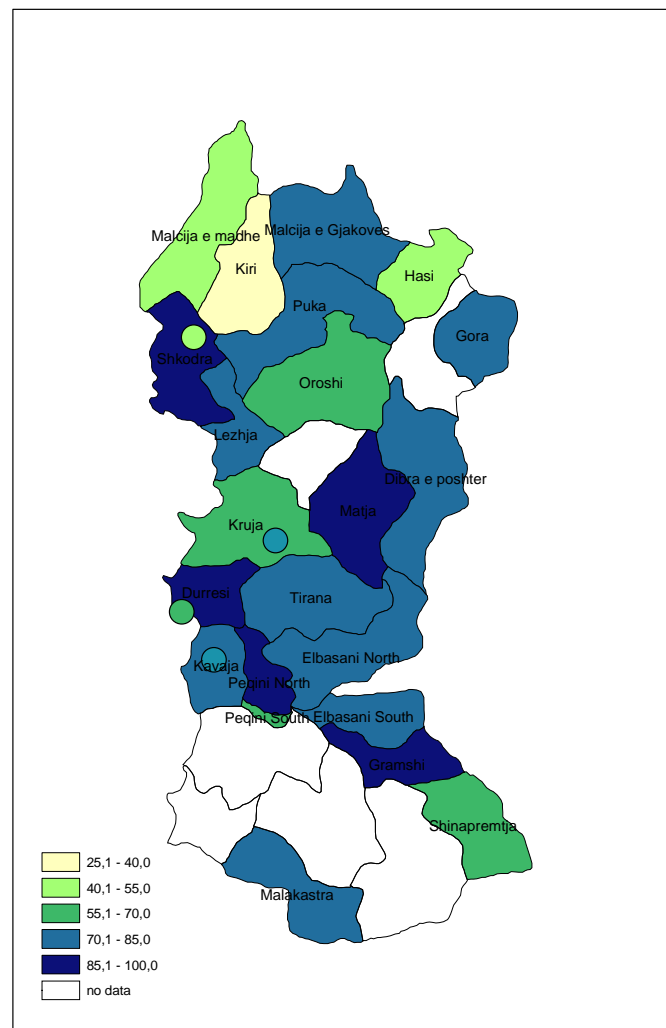 Malcija e Gjakoves
Malcija e madhe
Kiri
Hasi
Puka
Gora
Shkodra
Oroshi
Lezhja
Dibra e poshter
Matja
Kruja
Durresi
Tirana
Elbasani North
Kavaja
Peqini North
Peqini South
Elbasani South
Gramshi
Shinapremtja
Malakastra
25,1 - 40,0
40,1 - 55,0
55,1 - 70,0
70,1 - 85,0
85,1 - 100,0
no data